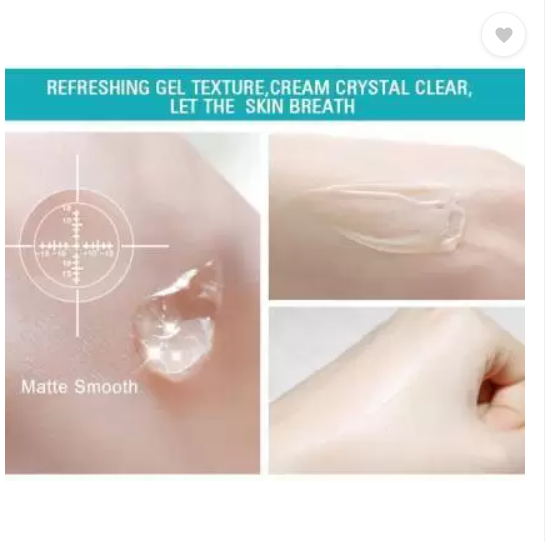 REFRESHING GEL TEXTURE,CREAM CRYSTAL CLEAR,
LET THE SKIN BREATH
Matte Smooth